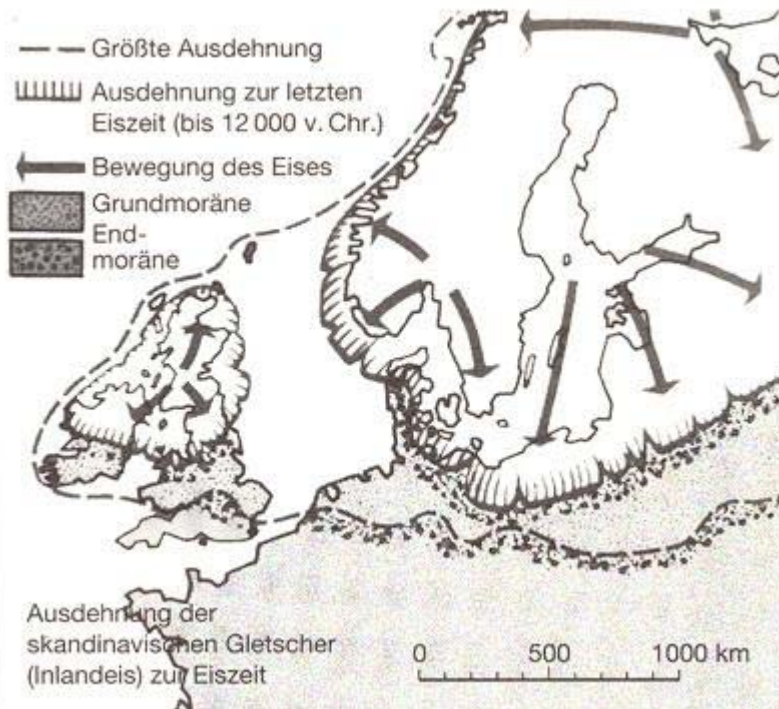 Größte Ausdehnung
Ausdehnung zur letzten
Eiszeit (bis 12 000 v. Chr.)
Bewegung des Eises
Grundmoräne
End-
moräne
Ausdehnung der
skandinavischen Gletscher
(Inlandeis) zur Eiszeit
0 500 1000 km